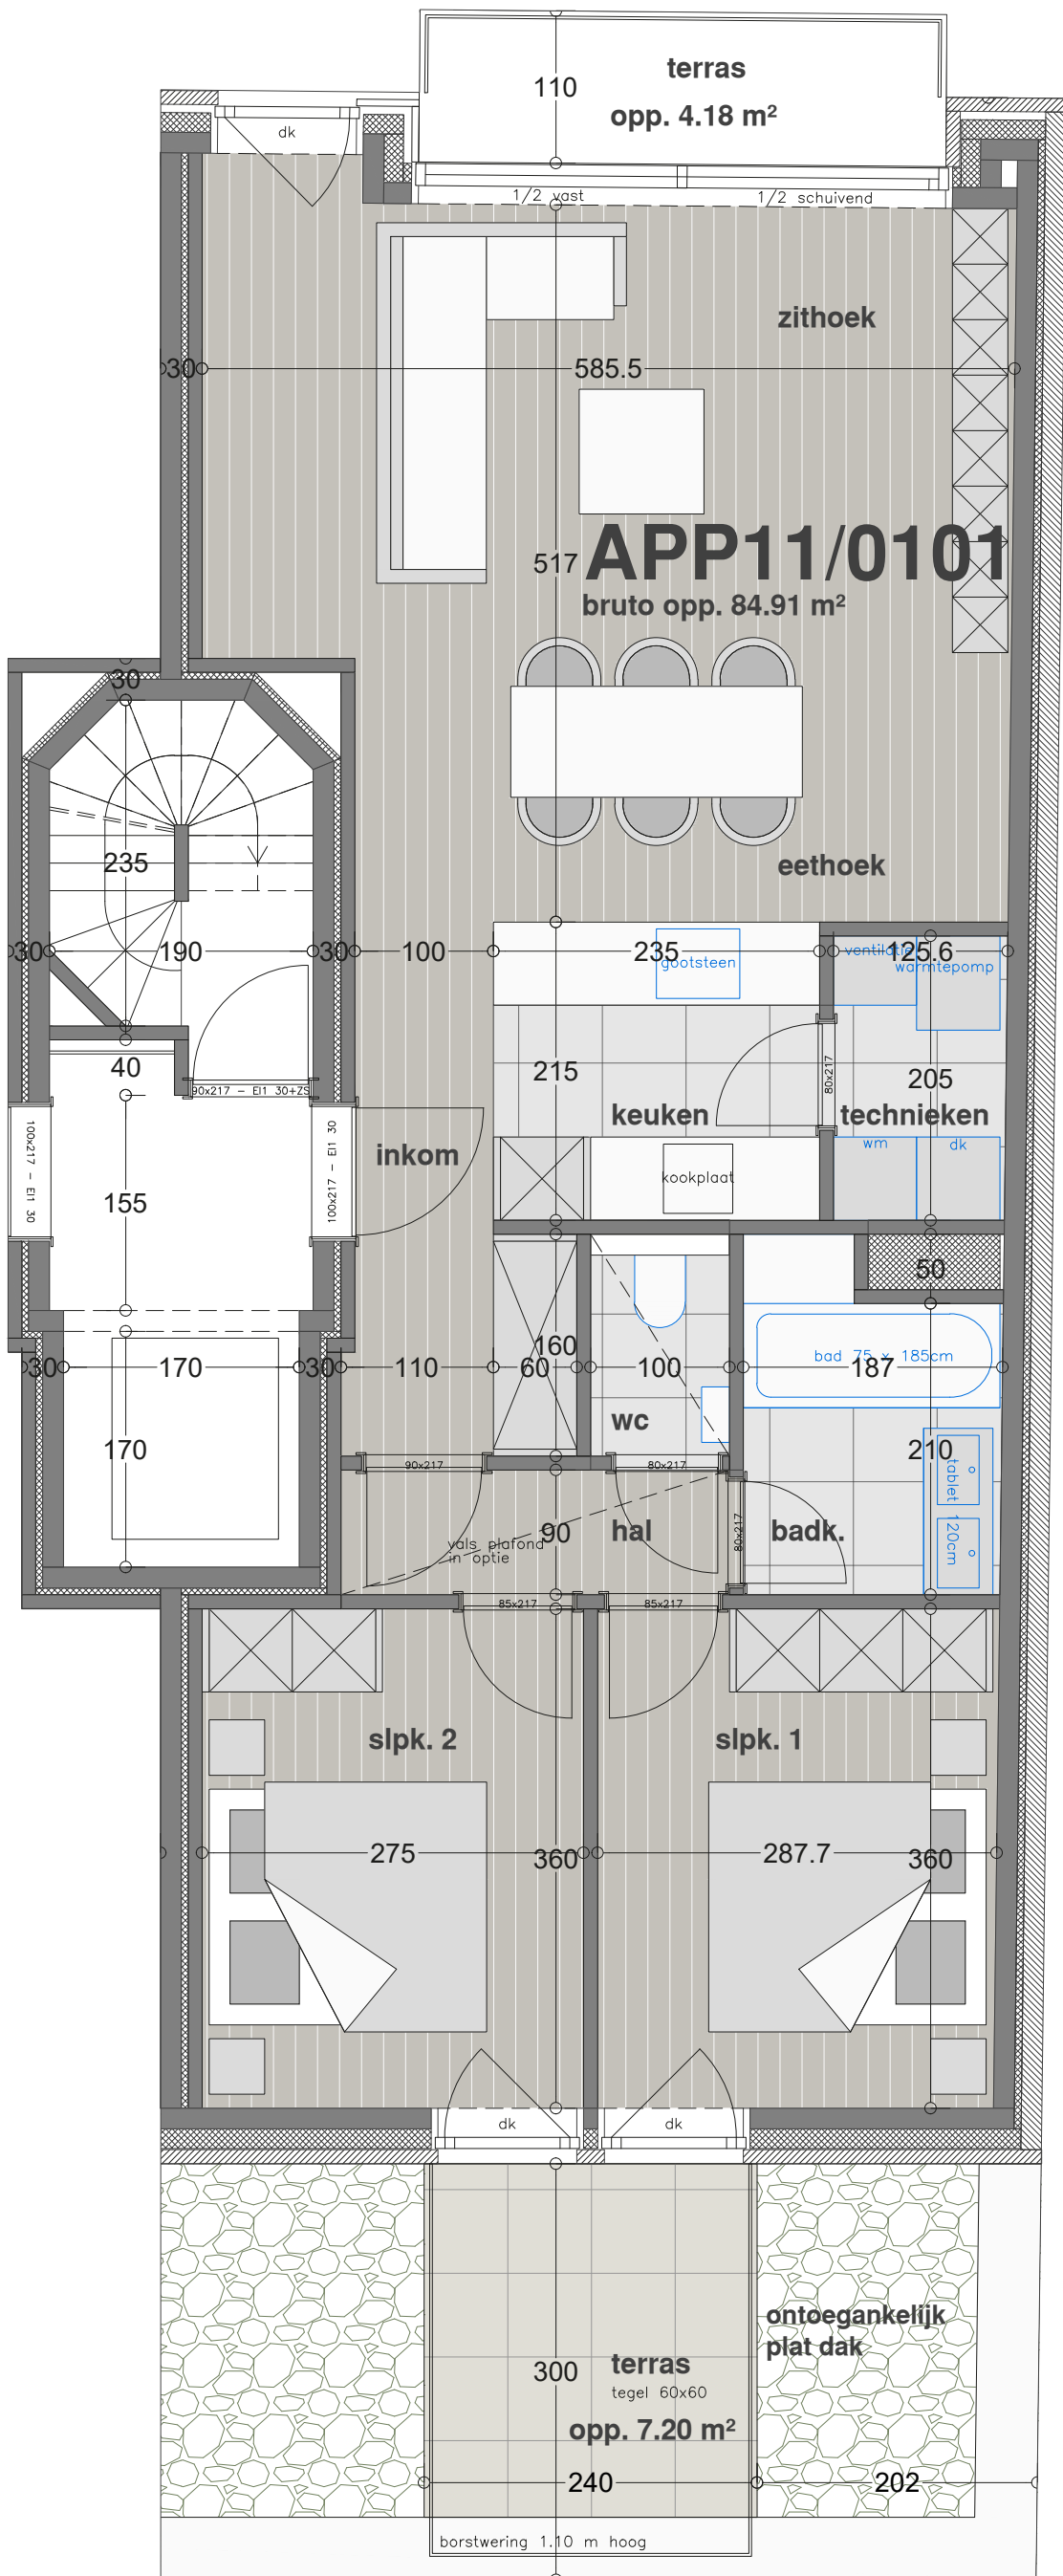 terras
110
opp. 4.18 m²
dk
1/2 vast
1/2 schuivend
zithoek
30
585.5
517
APP11/0101
bruto opp. 84.91 m²
30
235
eethoek
30
190
30
100
235
125.6
gootsteen
ventilatie
warmtepomp
40
215
205
80x217
90x217 - EI1 30+ZS
keuken
technieken
wm
dk
100x217 - EI1 30
100x217 - EI1 30
inkom
kookplaat
155
50
160
bad 75 x 185cm
30
170
30
110
60
100
187
wc
170
210
90x217
80x217
tablet 120cm
90
hal
badk.
80x217
vals plafond
in optie
85x217
85x217
slpk. 2
slpk. 1
275
360
287.7
360
dk
dk
ontoegankelijk
plat dak
300
terras
tegel 60x60
opp. 7.20 m²
240
202
borstwering 1.10 m hoog